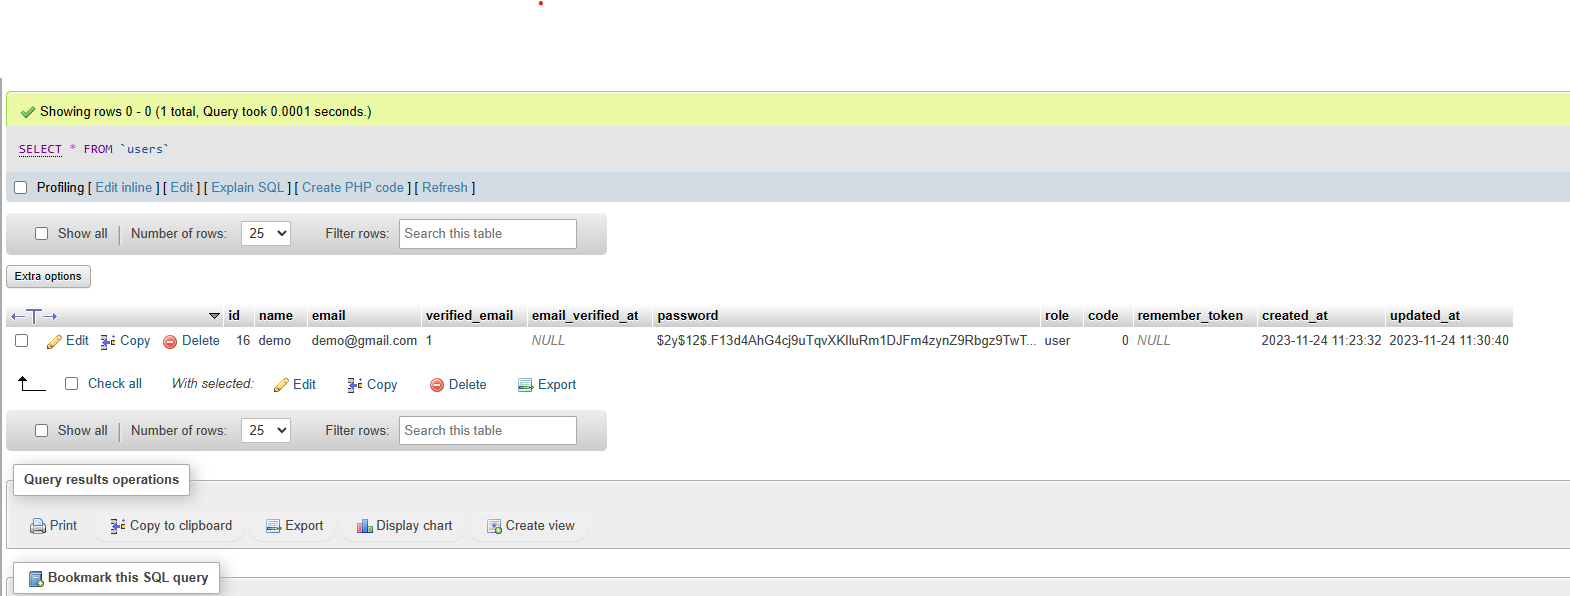 Showing rows 0 - 0 (1 total, Query took 0.0001 seconds.)
SELECT * FROM `users`
Profiling [ Edit inline ] [ Edit ] [ Explain SQL ] [ Create PHP code ] [ Refresh ]
Show all Number of rows: 25 Filter rows: Search this table
Extra options
id name email verified_email email_verified_at password role code remember_token created_at updated_at
Edit Copy Delete 16 demo demo@gmail.com 1 NULL $2y$12$.F13d4AhG4cj9uTqvXKlluRm1DJFm4zynZ9Rbgz9TwT... user 0 NULL 2023-11-24 11:23:32 2023-11-24 11:30:40
Check all With selected: Edit Copy Delete Export
Show all Number of rows: 25 Filter rows: Search this table
Query results operations
Print Copy to clipboard Export Display chart Create view
Bookmark this SQL query